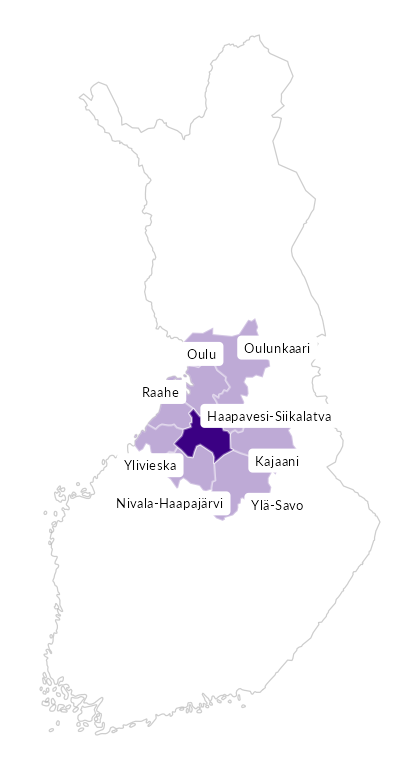 Oulunkaari
Oulu
Raahe
Haapavesi-Siikalatva
Ylivieska
Kajaani
Nivala-Haapajärvi
Ylä-Savo